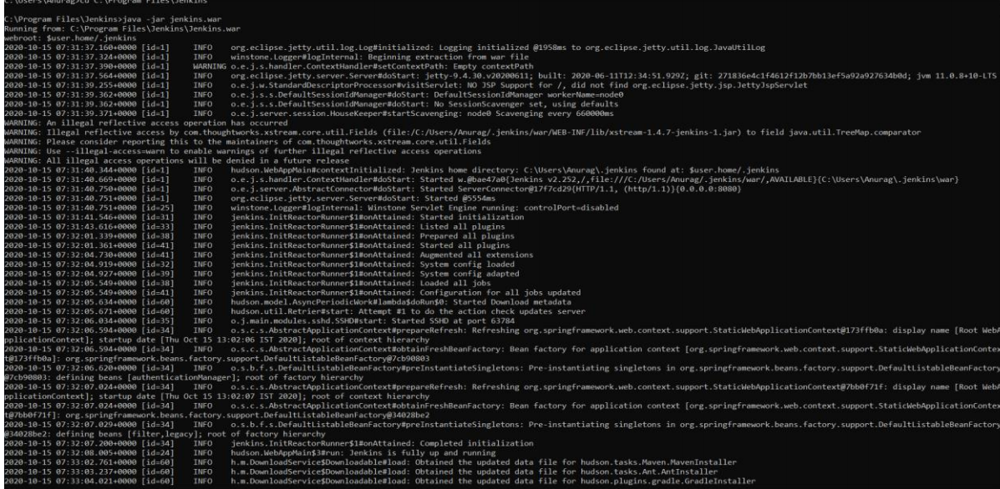 C:\Users\Anurag>cd C:\Program Files\Jenkins
C:\Program Files\Jenkins>java -jar jenkins.war
Running from: C:\Program Files\Jenkins\jenkins.war
webroot: $user.home/.jenkins
2020-10-15 07:31:37.160+0000 [id=1] INFO org.eclipse.jetty.util.log.Log#initialized: Logging initialized @1958ms to org.eclipse.jetty.util.log.JavaUtilLog
2020-10-15 07:31:37.324+0000 [id=1] INFO winstone.Logger#logInternal: Beginning extraction from war file
2020-10-15 07:31:37.390+0000 [id=1] WARNING o.e.j.s.handler.ContextHandler#setContextPath: Empty contextPath
2020-10-15 07:31:37.564+0000 [id=1] INFO org.eclipse.jetty.server.Server#doStart: jetty-9.4.30.v20200611; built: 2020-06-11T12:34:51.929Z; git: 271836e4c1f4612f12b7bb13ef5a92a927634b0d; jvm 11.0.8+10-LTS
2020-10-15 07:31:39.255+0000 [id=1] INFO o.e.j.w.StandardDescriptorProcessor#visitServlet: NO JSP Support for /, did not find org.eclipse.jetty.jsp.JettyJspServlet
2020-10-15 07:31:39.362+0000 [id=1] INFO o.e.j.s.s.DefaultSessionIdManager#doStart: DefaultSessionIdManager workerName=node0
2020-10-15 07:31:39.362+0000 [id=1] INFO o.e.j.s.s.DefaultSessionIdManager#doStart: No SessionScavenger set, using defaults
2020-10-15 07:31:39.371+0000 [id=1] INFO o.e.j.server.session.HouseKeeper#startScavenging: node0 Scavenging every 660000ms
WARNING: An illegal reflective access operation has occurred
WARNING: Illegal reflective access by com.thoughtworks.xstream.core.util.Fields (file:/C:/Users/Anurag/.jenkins/war/WEB-INF/lib/xstream-1.4.7-jenkins-1.jar) to field java.util.TreeMap.comparator
WARNING: Please consider reporting this to the maintainers of com.thoughtworks.xstream.core.util.Fields
WARNING: Use --illegal-access=warn to enable warnings of further illegal reflective access operations
WARNING: All illegal access operations will be denied in a future release
2020-10-15 07:31:40.344+0000 [id=1] INFO hudson.WebAppMain#contextInitialized: Jenkins home directory: C:\Users\Anurag\.jenkins found at: $user.home/.jenkins
2020-10-15 07:31:40.669+0000 [id=1] INFO o.e.j.s.handler.ContextHandler#doStart: Started w.@bae47a0{Jenkins v2.252,/,file:///C:/Users/Anurag/.jenkins/war/,AVAILABLE}{C:\Users\Anurag\.jenkins\war}
2020-10-15 07:31:40.750+0000 [id=1] INFO o.e.j.server.AbstractConnector#doStart: Started ServerConnector@17f7cd29{HTTP/1.1, (http/1.1)}{0.0.0.0:8080}
2020-10-15 07:31:40.751+0000 [id=1] INFO org.eclipse.jetty.server.Server#doStart: Started @5554ms
2020-10-15 07:31:40.751+0000 [id=25] INFO winstone.Logger#logInternal: Winstone Servlet Engine running: controlPort=disabled
2020-10-15 07:31:41.546+0000 [id=31] INFO jenkins.InitReactorRunner$1#onAttained: Started initialization
2020-10-15 07:31:43.616+0000 [id=33] INFO jenkins.InitReactorRunner$1#onAttained: Listed all plugins
2020-10-15 07:32:01.339+0000 [id=38] INFO jenkins.InitReactorRunner$1#onAttained: Prepared all plugins
2020-10-15 07:32:01.361+0000 [id=41] INFO jenkins.InitReactorRunner$1#onAttained: Started all plugins
2020-10-15 07:32:04.730+0000 [id=41] INFO jenkins.InitReactorRunner$1#onAttained: Augmented all extensions
2020-10-15 07:32:04.919+0000 [id=32] INFO jenkins.InitReactorRunner$1#onAttained: System config loaded
2020-10-15 07:32:04.927+0000 [id=39] INFO jenkins.InitReactorRunner$1#onAttained: System config adapted
2020-10-15 07:32:05.549+0000 [id=38] INFO jenkins.InitReactorRunner$1#onAttained: Loaded all jobs
2020-10-15 07:32:05.549+0000 [id=41] INFO jenkins.InitReactorRunner$1#onAttained: Configuration for all jobs updated
2020-10-15 07:32:05.634+0000 [id=60] INFO hudson.model.AsyncPeriodicWork#lambda$doRun$0: Started Download metadata
2020-10-15 07:32:05.671+0000 [id=60] INFO hudson.util.Retrier#start: Attempt #1 to do the action check updates server
2020-10-15 07:32:06.034+0000 [id=35] INFO o.j.main.modules.sshd.SSHD#start: Started SSHD at port 63784
2020-10-15 07:32:06.594+0000 [id=34] INFO o.s.c.s.AbstractApplicationContext#prepareRefresh: Refreshing org.springframework.web.context.support.StaticWebApplicationContext@173ffb0a: display name [Root WebA
pplicationContext]; startup date [Thu Oct 15 13:02:06 IST 2020]; root of context hierarchy
2020-10-15 07:32:06.594+0000 [id=34] INFO o.s.c.s.AbstractApplicationContext#obtainFreshBeanFactory: Bean factory for application context [org.springframework.web.context.support.StaticWebApplicationContex
t@173ffb0a]: org.springframework.beans.factory.support.DefaultListableBeanFactory@7cb90803
2020-10-15 07:32:06.620+0000 [id=34] INFO o.s.b.f.s.DefaultListableBeanFactory#preInstantiateSingletons: Pre-instantiating singletons in org.springframework.beans.factory.support.DefaultListableBeanFactory
@7cb90803: defining beans [authenticationManager]; root of factory hierarchy
2020-10-15 07:32:07.024+0000 [id=34] INFO o.s.c.s.AbstractApplicationContext#prepareRefresh: Refreshing org.springframework.web.context.support.StaticWebApplicationContext@7bb0f71f: display name [Root WebA
pplicationContext]; startup date [Thu Oct 15 13:02:07 IST 2020]; root of context hierarchy
2020-10-15 07:32:07.024+0000 [id=34] INFO o.s.c.s.AbstractApplicationContext#obtainFreshBeanFactory: Bean factory for application context [org.springframework.web.context.support.StaticWebApplicationContex
t@7bb0f71f]: org.springframework.beans.factory.support.DefaultListableBeanFactory@34028be2
2020-10-15 07:32:07.029+0000 [id=34] INFO o.s.b.f.s.DefaultListableBeanFactory#preInstantiateSingletons: Pre-instantiating singletons in org.springframework.beans.factory.support.DefaultListableBeanFactory
@34028be2: defining beans [filter,legacy]; root of factory hierarchy
2020-10-15 07:32:07.200+0000 [id=34] INFO jenkins.InitReactorRunner$1#onAttained: Completed initialization
2020-10-15 07:32:08.005+0000 [id=24] INFO hudson.WebAppMain$3#run: Jenkins is fully up and running
2020-10-15 07:33:02.761+0000 [id=60] INFO h.m.DownloadService$Downloadable#load: Obtained the updated data file for hudson.tasks.Maven.MavenInstaller
2020-10-15 07:33:03.237+0000 [id=60] INFO h.m.DownloadService$Downloadable#load: Obtained the updated data file for hudson.tasks.Ant.AntInstaller
2020-10-15 07:33:04.021+0000 [id=60] INFO h.m.DownloadService$Downloadable#load: Obtained the updated data file for hudson.plugins.gradle.GradleInstaller